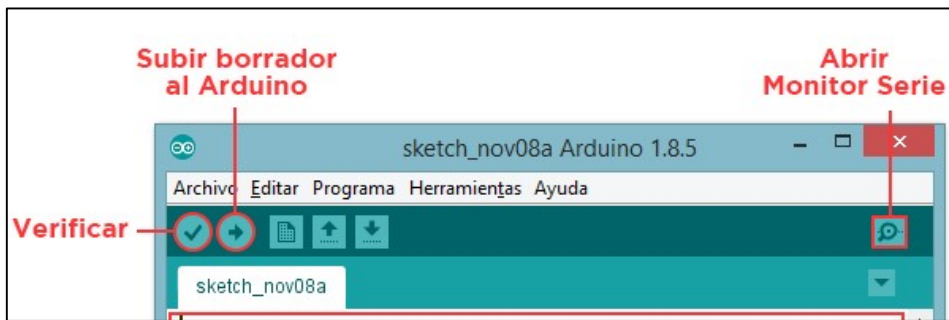 Subir borrador
al Arduino
Abrir
Monitor Serie
sketch_nov08a Arduino 1.8.5
Archivo Editar Programa Herramientas Ayuda
Verificar
sketch_nov08a